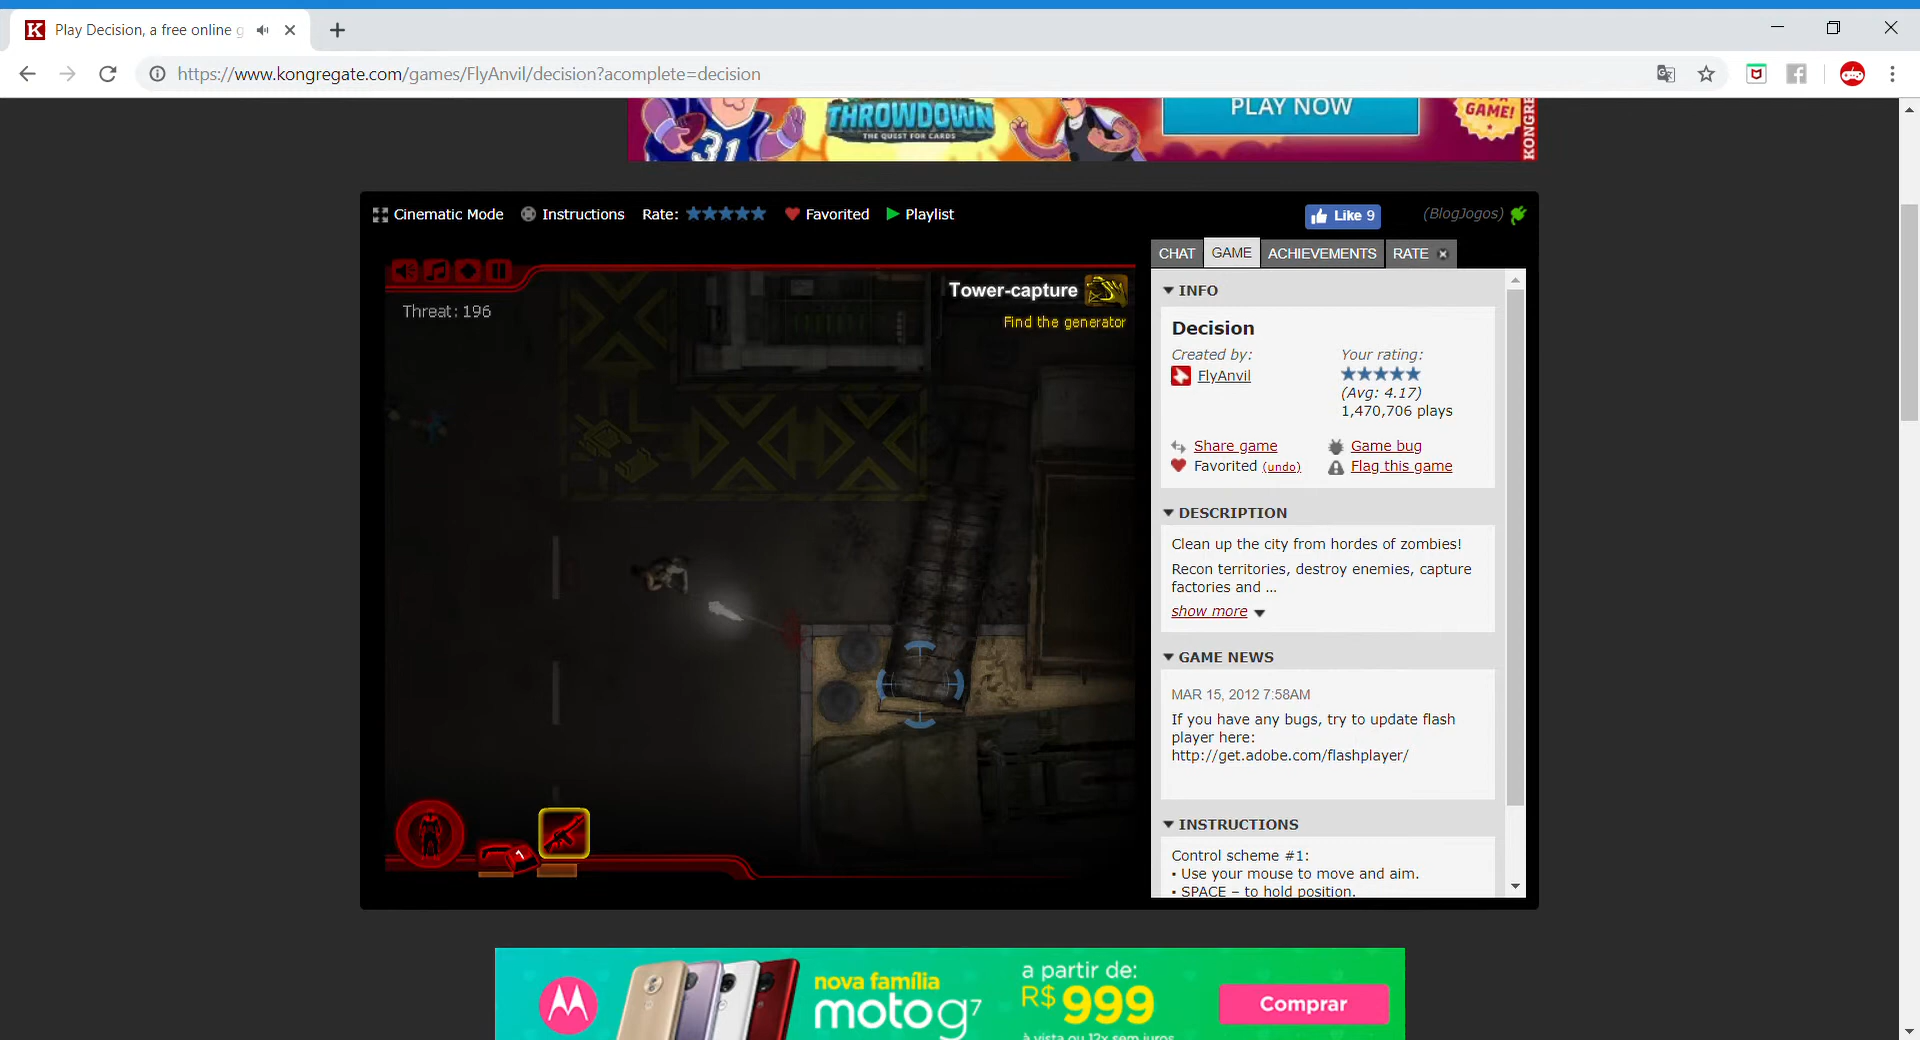 K Play Decision, a free online g
https://www.kongregate.com/games/FlyAnvil/decision?acomplete=decision
THROWDOWN
THE QUEST FOR CARDS
31
PLAY NOW
GAME!
KONGRE
Cinematic Mode Instructions Rate: Favorited Playlist
Like 9
(BlogJogos)
CHAT GAME ACHIEVEMENTS RATE
Threat: 196
Tower-capture
Find the generator
INFO
Decision
Created by:
FlyAnvil
Your rating:
(Avg: 4.17)
1,470,706 plays
Share game
Game bug
Favorited (undo)
Flag this game
DESCRIPTION
Clean up the city from hordes of zombies!
Recon territories, destroy enemies, capture
factories and ...
show more
GAME NEWS
MAR 15, 2012 7:58AM
If you have any bugs, try to update flash
player here:
http://get.adobe.com/flashplayer/
INSTRUCTIONS
Control scheme #1:
• Use your mouse to move and aim.
• SPACE – to hold position.
nova família
moto g7
a partir de:
R$ 999
à vista ou 12x sem juros
Comprar